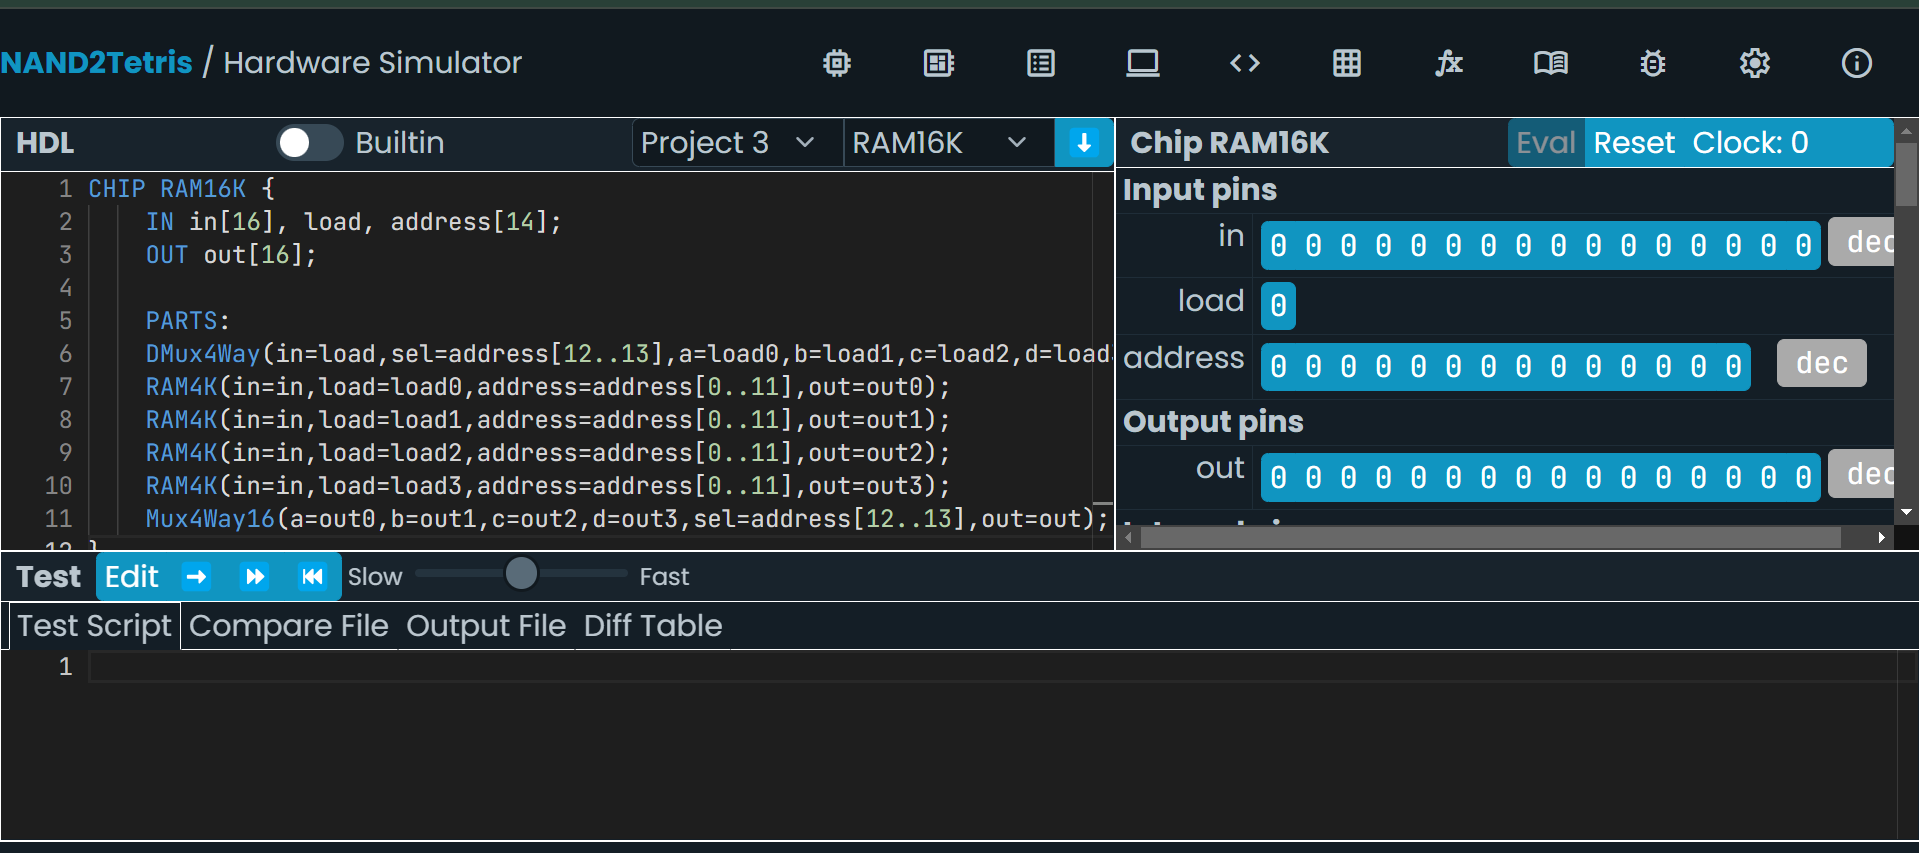 NAND2Tetris / Hardware Simulator
HDL Builtin Project 3 RAM16K
1 CHIP RAM16K {
2 IN in[16], load, address[14];
3 OUT out[16];
4
5 PARTS:
6 DMux4Way(in=load,sel=address[12..13],a=load0,b=load1,c=load2,d=load
7 RAM4K(in=in,load=load0,address=address[0..11],out=out0);
8 RAM4K(in=in,load=load1,address=address[0..11],out=out1);
9 RAM4K(in=in,load=load2,address=address[0..11],out=out2);
10 RAM4K(in=in,load=load3,address=address[0..11],out=out3);
11 Mux4Way16(a=out0,b=out1,c=out2,d=out3,sel=address[12..13],out=out);
12 }
Chip RAM16K Eval Reset Clock: 0
Input pins
in 0 0 0 0 0 0 0 0 0 0 0 0 0 0 0 0 dec
load 0
address 0 0 0 0 0 0 0 0 0 0 0 0 0 0 dec
Output pins
out 0 0 0 0 0 0 0 0 0 0 0 0 0 0 0 0 dec
Test Edit Slow Fast
Test Script Compare File Output File Diff Table
1